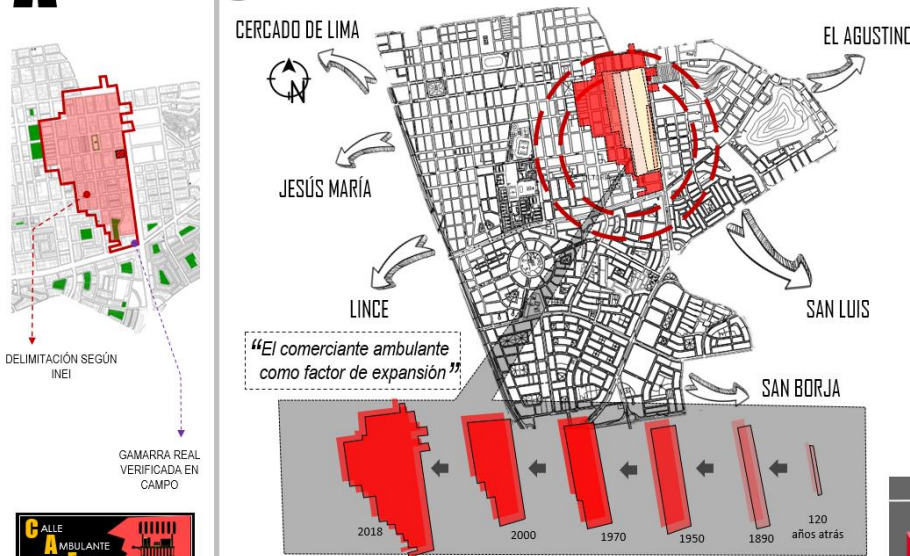 CERCADO DE LIMA
EL AGUSTINO
N
JESÚS MARÍA
LINCE
SAN LUIS
SAN BORJA
DELIMITACIÓN SEGÚN
INEI
GAMARRA REAL
VERIFICADA EN
CAMPO
“El comerciante ambulante
como factor de expansión”
2018
2000
1970
1950
1890
120
años atrás
CALLE
AMBULANTE